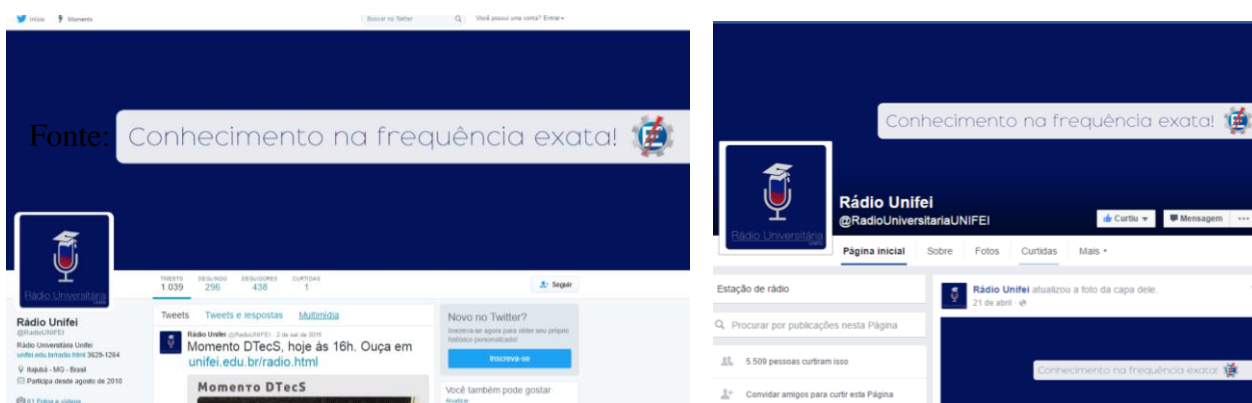 Início Moments Buscar no Twitter Você possui uma conta? Entrar
Fonte:
Conhecimento na frequência exata!
Rádio Universitária
TWEETS SEGUINDO SEGUIDORES CURTIDAS
1.039 296 438 1
Seguir
Rádio Unifei
@RadioUNIFEI
Rádio Universitária Unifei
unifei.edu.br/radio.html 3629-1264
Itajubá - MG - Brasil
Participa desde agosto de 2010
61 Fotos e vídeos
Tweets Tweets e respostas Multimídia
Rádio Unifei @RadioUNIFEI · 2 de set de 2015
Momento DTecS, hoje às 16h. Ouça em
unifei.edu.br/radio.html
Momento DTecS
Novo no Twitter?
Inscreva-se agora para obter seu próprio
histórico personalizado!
Inscreva-se
Você também pode gostar
Atualizar
Conhecimento na frequência exata!
Rádio Universitária
Rádio Unifei
@RadioUniversitariaUNIFEI
Curtiu Mensagem
Página inicial Sobre Fotos Curtidas Mais
Estação de rádio
Procurar por publicações nesta Página
5.509 pessoas curtiram isso
Convidar amigos para curtir esta Página
Rádio Unifei atualizou a foto da capa dele.
21 de abril
Conhecimento na frequência exata!